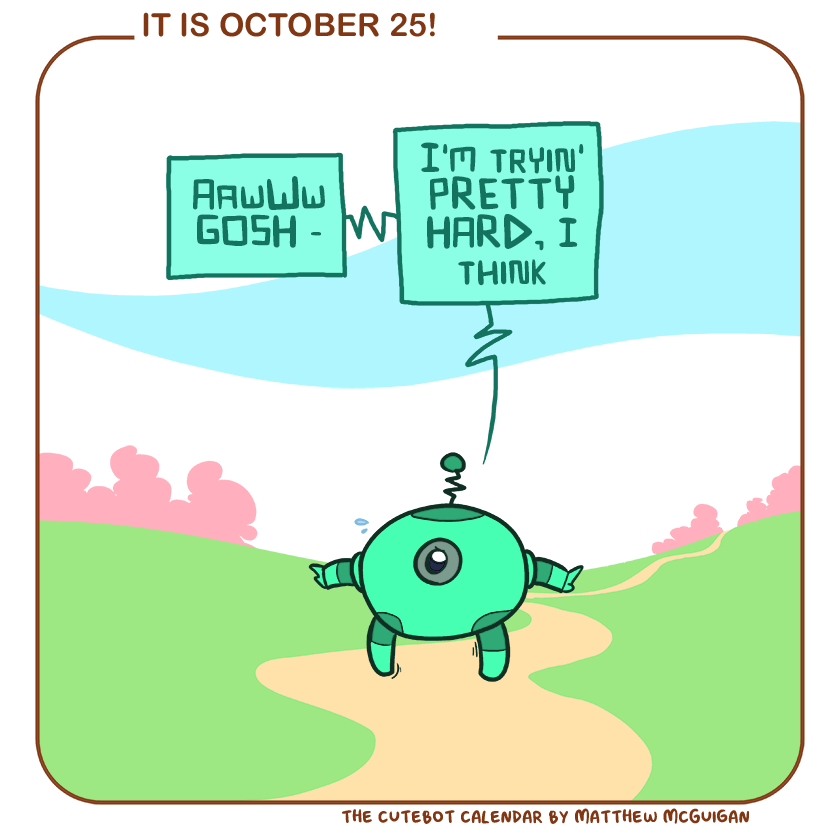 IT IS OCTOBER 25!
AAWWW
GOSH -
I'M TRYIN'
PRETTY
HARD, I
THINK
THE CUTEBOT CALENDAR BY MATTHEW MCGUIGAN